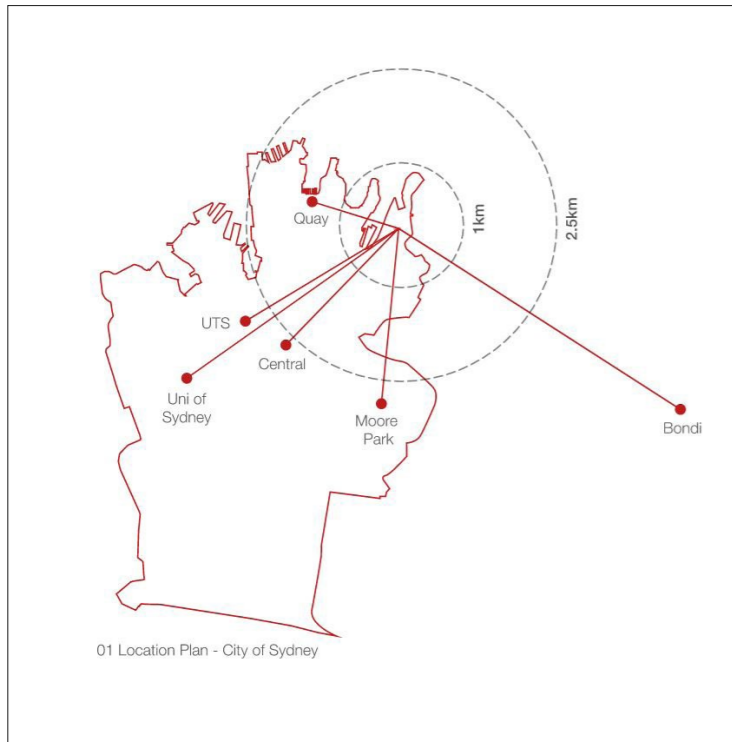 Quay
1km
2.5km
UTS
Central
Uni of
Sydney
Moore
Park
Bondi
01 Location Plan - City of Sydney